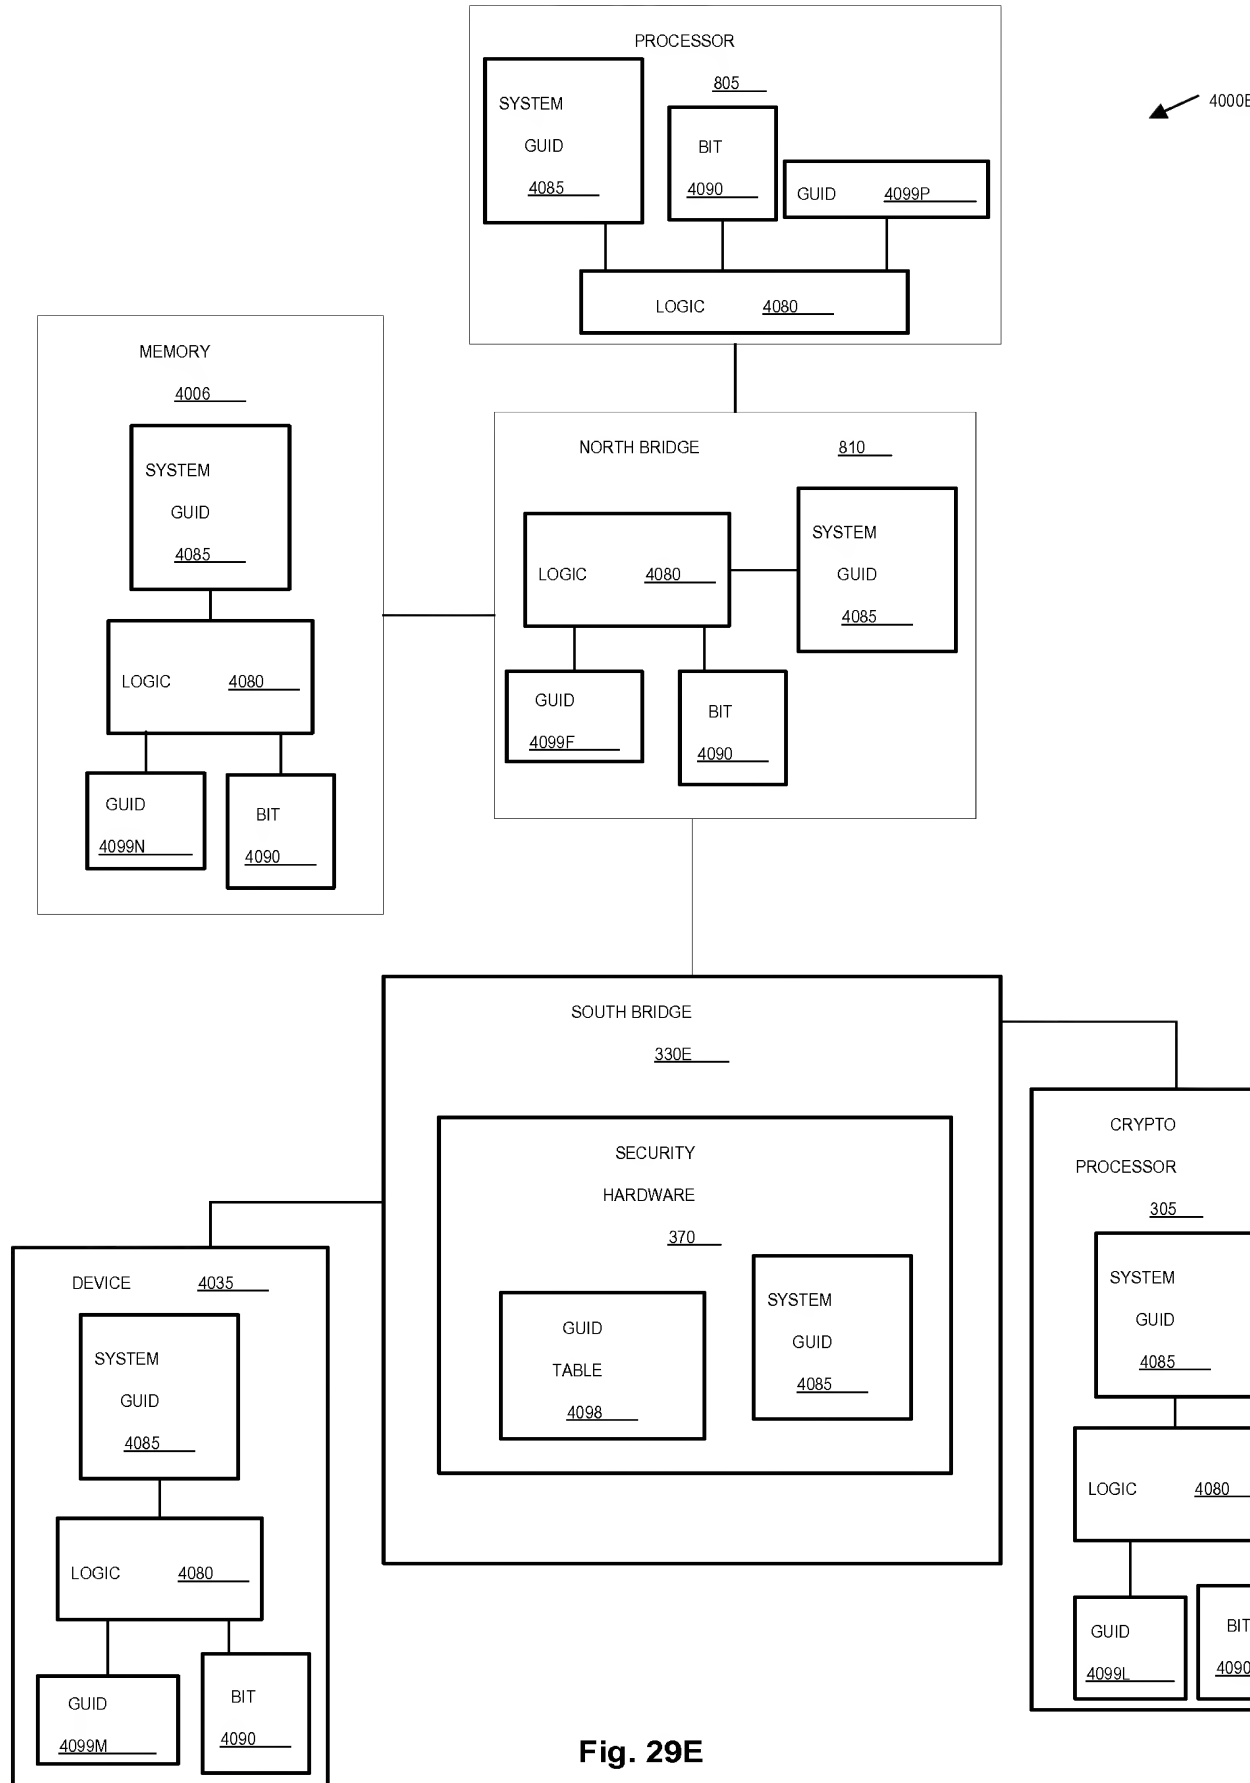 PROCESSOR
805
SYSTEM
GUID
4085
BIT
4090
GUID 4099P
LOGIC 4080
4000E
MEMORY
4006
SYSTEM
GUID
4085
LOGIC 4080
GUID
4099N
BIT
4090
NORTH BRIDGE 810
LOGIC 4080
SYSTEM
GUID
4085
GUID
4099F
BIT
4090
SOUTH BRIDGE
330E
SECURITY
HARDWARE
370
GUID
TABLE
4098
SYSTEM
GUID
4085
DEVICE 4035
SYSTEM
GUID
4085
LOGIC 4080
GUID
4099M
BIT
4090
CRYPTO
PROCESSOR
305
SYSTEM
GUID
4085
LOGIC 4080
GUID
4099L
BIT
4090
Fig. 29E